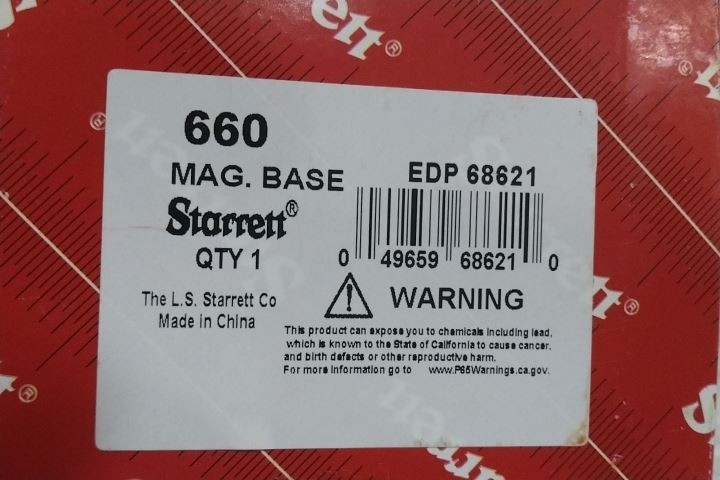 660
MAG. BASE
Starrett®
QTY 1
The L.S. Starrett Co
Made in China
EDP 68621
0 49659 68621 0
WARNING
This product can expose you to chemicals including lead,
which is known to the State of California to cause cancer,
and birth defects or other reproductive harm.
For more information go to www.P65Warnings.ca.gov.